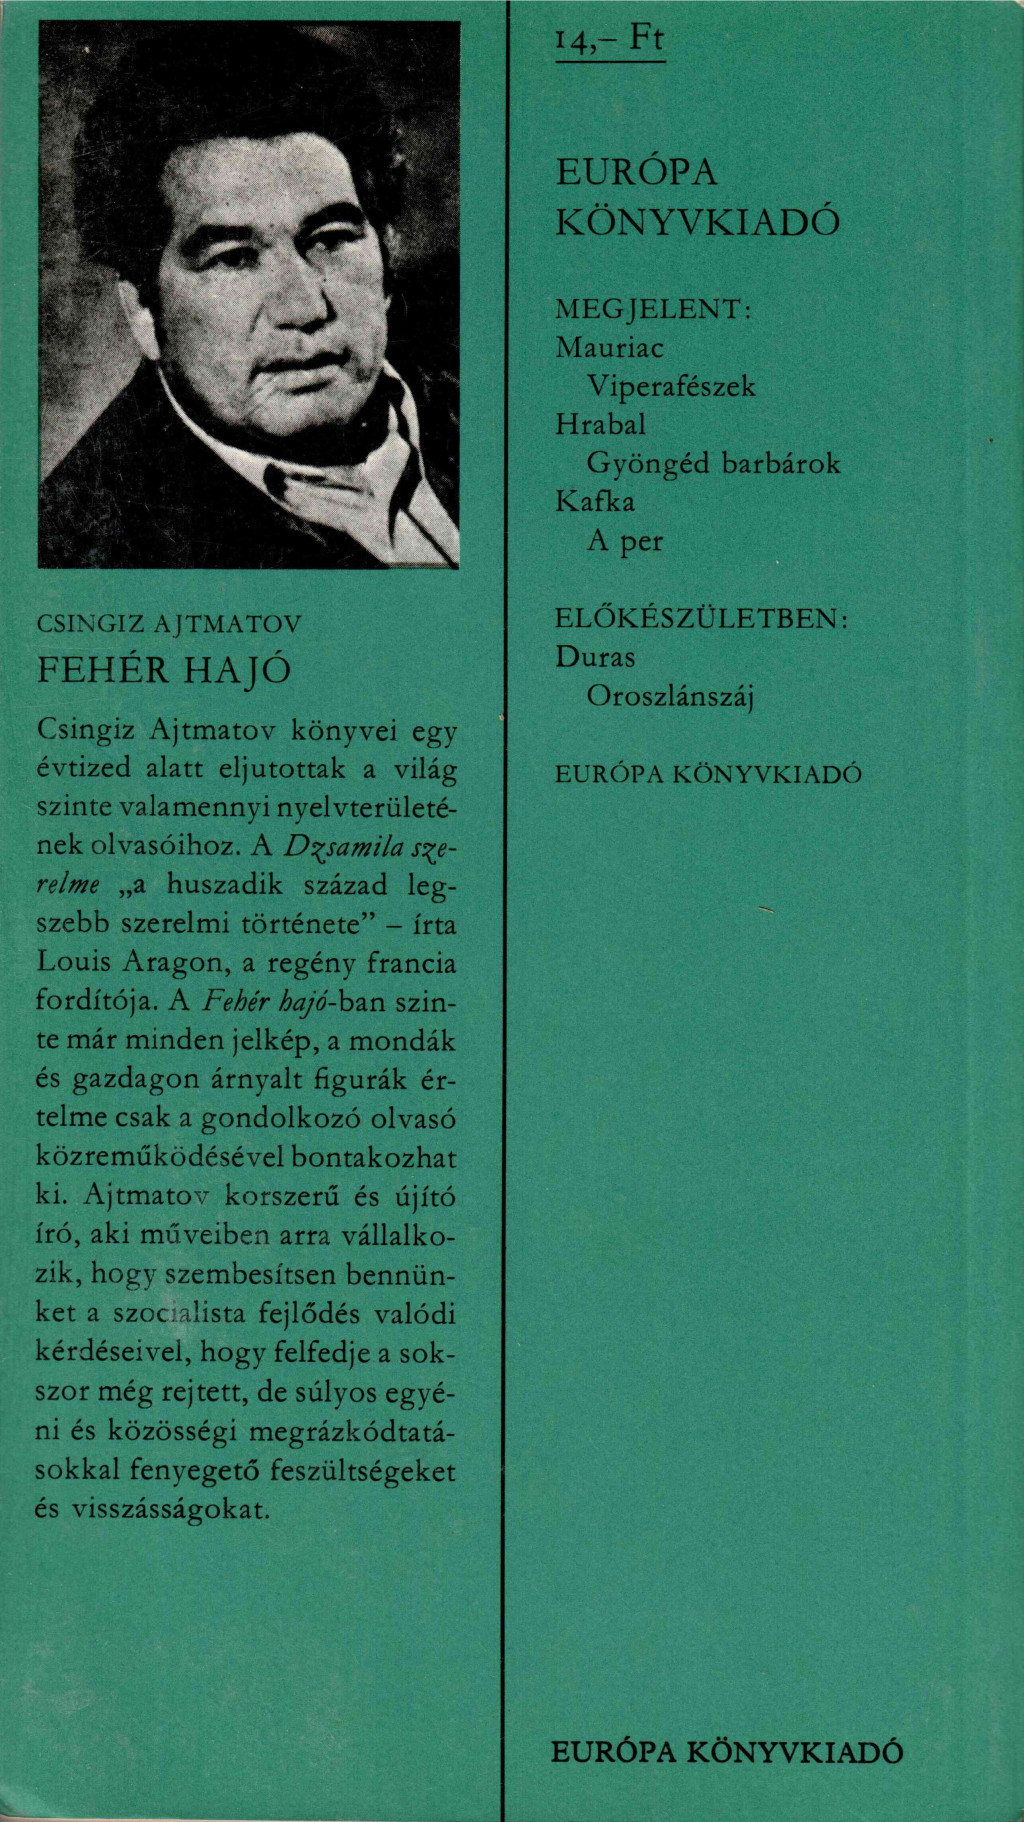 CSINGIZ AJTMATOV
FEHÉR HAJÓ
Csingiz Ajtmatov könyvei egy
évtized alatt eljutottak a világ
szinte valamennyi nyelvterületé-
nek olvasóihoz. A Dzsamila sze-
relme „a huszadik század leg-
szebb szerelmi története” – írta
Louis Aragon, a regény francia
fordítója. A Fehér hajó-ban szin-
te már minden jelkép, a mondák
és gazdagon árnyalt figurák ér-
telme csak a gondolkozó olvasó
közreműködésével bontakozhat
ki. Ajtmatov korszerű és újító
író, aki műveiben arra vállalko-
zik, hogy szembesítsen bennün-
ket a szocialista fejlődés valódi
kérdéseivel, hogy felfedje a sok-
szor még rejtett, de súlyos egyé-
ni és közösségi megrázkódtatá-
sokkal fenyegető feszültségeket
és visszásságokat.
14,– Ft
EURÓPA
KÖNYVKIADÓ
MEGJELENT:
Mauriac
Viperafészek
Hrabal
Gyöngéd barbárok
Kafka
A per
ELŐKÉSZÜLETBEN:
Duras
Oroszlánszáj
EURÓPA KÖNYVKIADÓ
EURÓPA KÖNYVKIADÓ